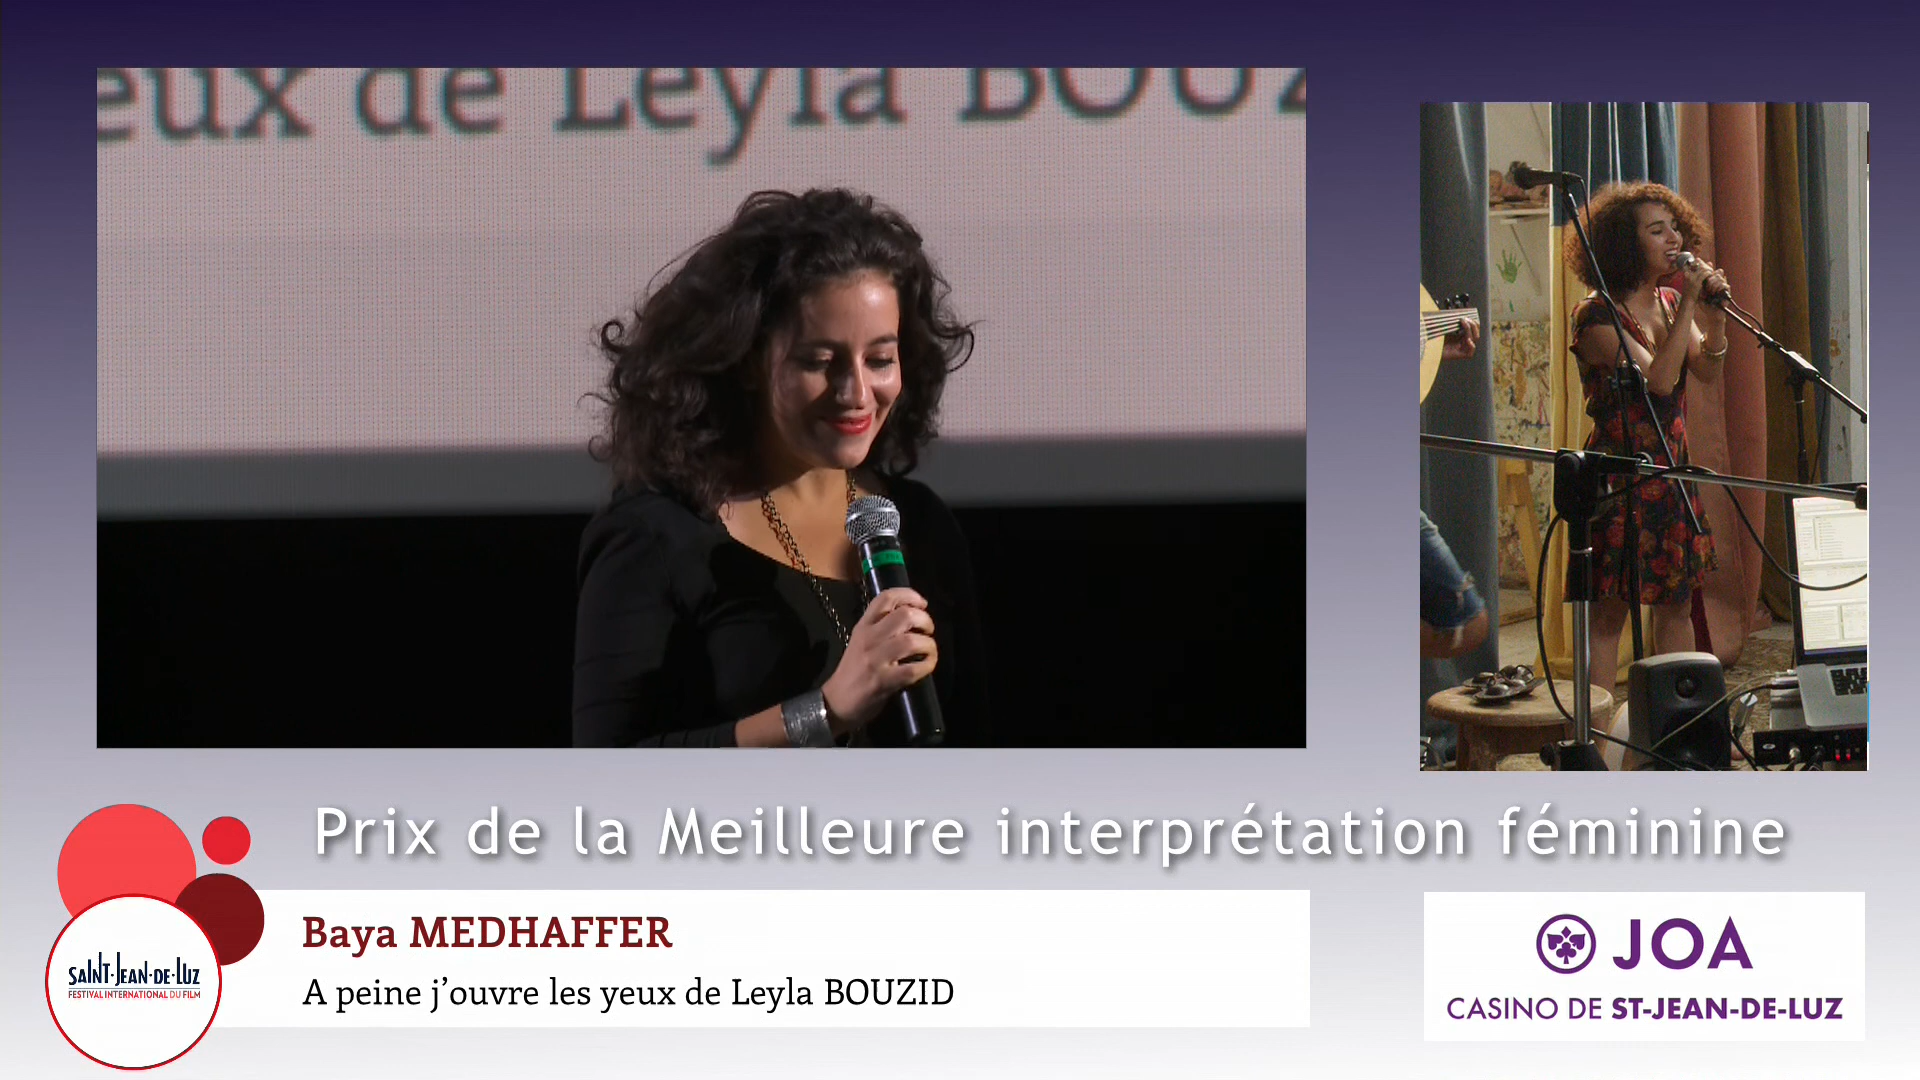 eux de Leyla BOUZ
Prix de la Meilleure interprétation féminine
Baya MEDHAFFER
A peine j’ouvre les yeux de Leyla BOUZID
SAINT·JEAN·DE·LUZ
FESTIVAL INTERNATIONAL DU FILM
JOA
CASINO DE ST-JEAN-DE-LUZ